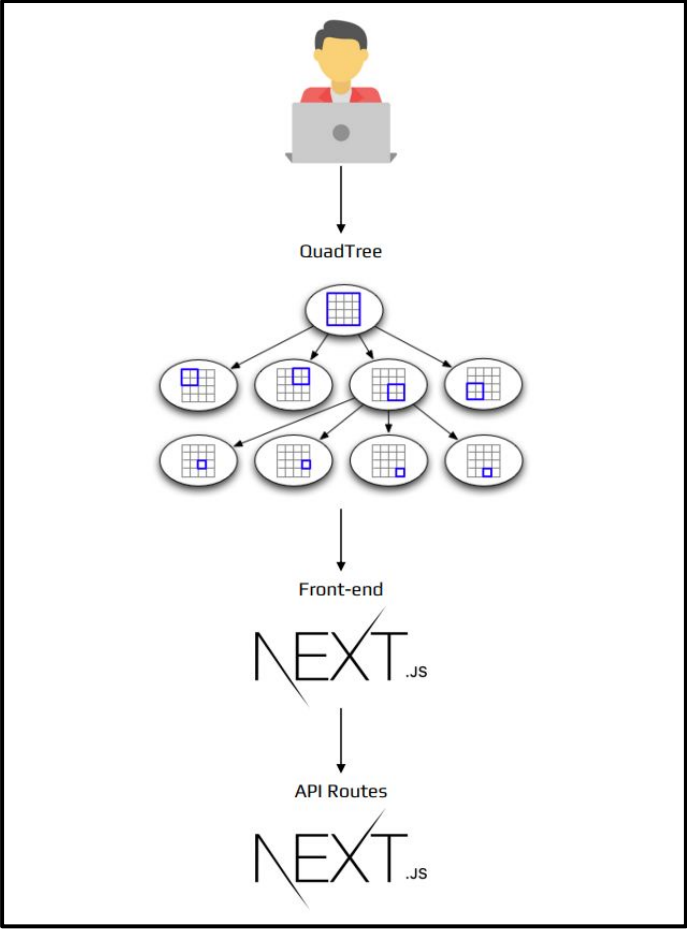 QuadTree
Front-end
NEXT.JS
API Routes
NEXT.JS